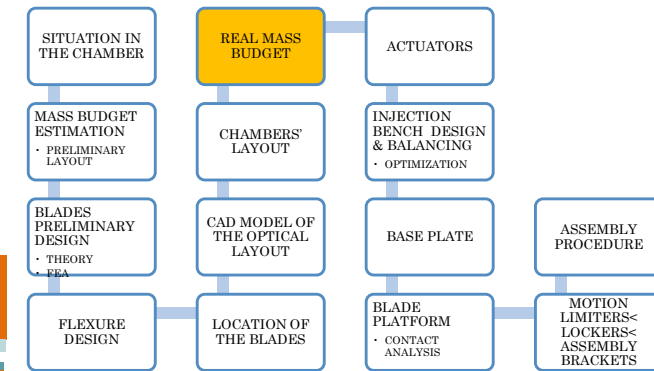 SITUATION IN
THE CHAMBER
MASS BUDGET
ESTIMATION
• PRELIMINARY
LAYOUT
BLADES
PRELIMINARY
DESIGN
• THEORY
• FEA
FLEXURE
DESIGN
LOCATION OF
THE BLADES
CAD MODEL OF
THE OPTICAL
LAYOUT
CHAMBERS'
LAYOUT
REAL MASS
BUDGET
ACTUATORS
INJECTION
BENCH DESIGN
& BALANCING
• OPTIMIZATION
BASE PLATE
BLADE
PLATFORM
• CONTACT
ANALYSIS
MOTION
LIMITERS<
LOCKERS<
ASSEMBLY
BRACKETS
ASSEMBLY
PROCEDURE